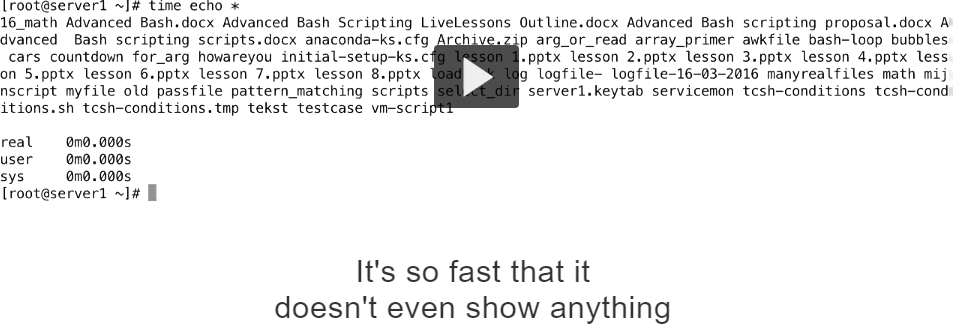 [root@server1 ~]# time echo *
16_math Advanced Bash.docx Advanced Bash Scripting LiveLessons Outline.docx Advanced Bash scripting proposal.docx A
dvanced  Bash scripting scripts.docx anaconda-ks.cfg Archive.zip arg_or_read array_primer awkfile bash-loop bubbles
 cars countdown for_arg howareyou initial-setup-ks.cfg lesson 1.pptx lesson 2.pptx lesson 3.pptx lesson 4.pptx less
on 5.pptx lesson 6.pptx lesson 7.pptx lesson 8.pptx log logfile- logfile-16-03-2016 manyrealfiles math mij
nscript myfile old passfile pattern_matching scripts select_dir server1.keytab servicemon tcsh-conditions tcsh-cond
itions.sh tcsh-conditions.tmp tekst testcase vm-script1
real    0m0.000s
user    0m0.000s
sys     0m0.000s
[root@server1 ~]#
It's so fast that it
doesn't even show anything